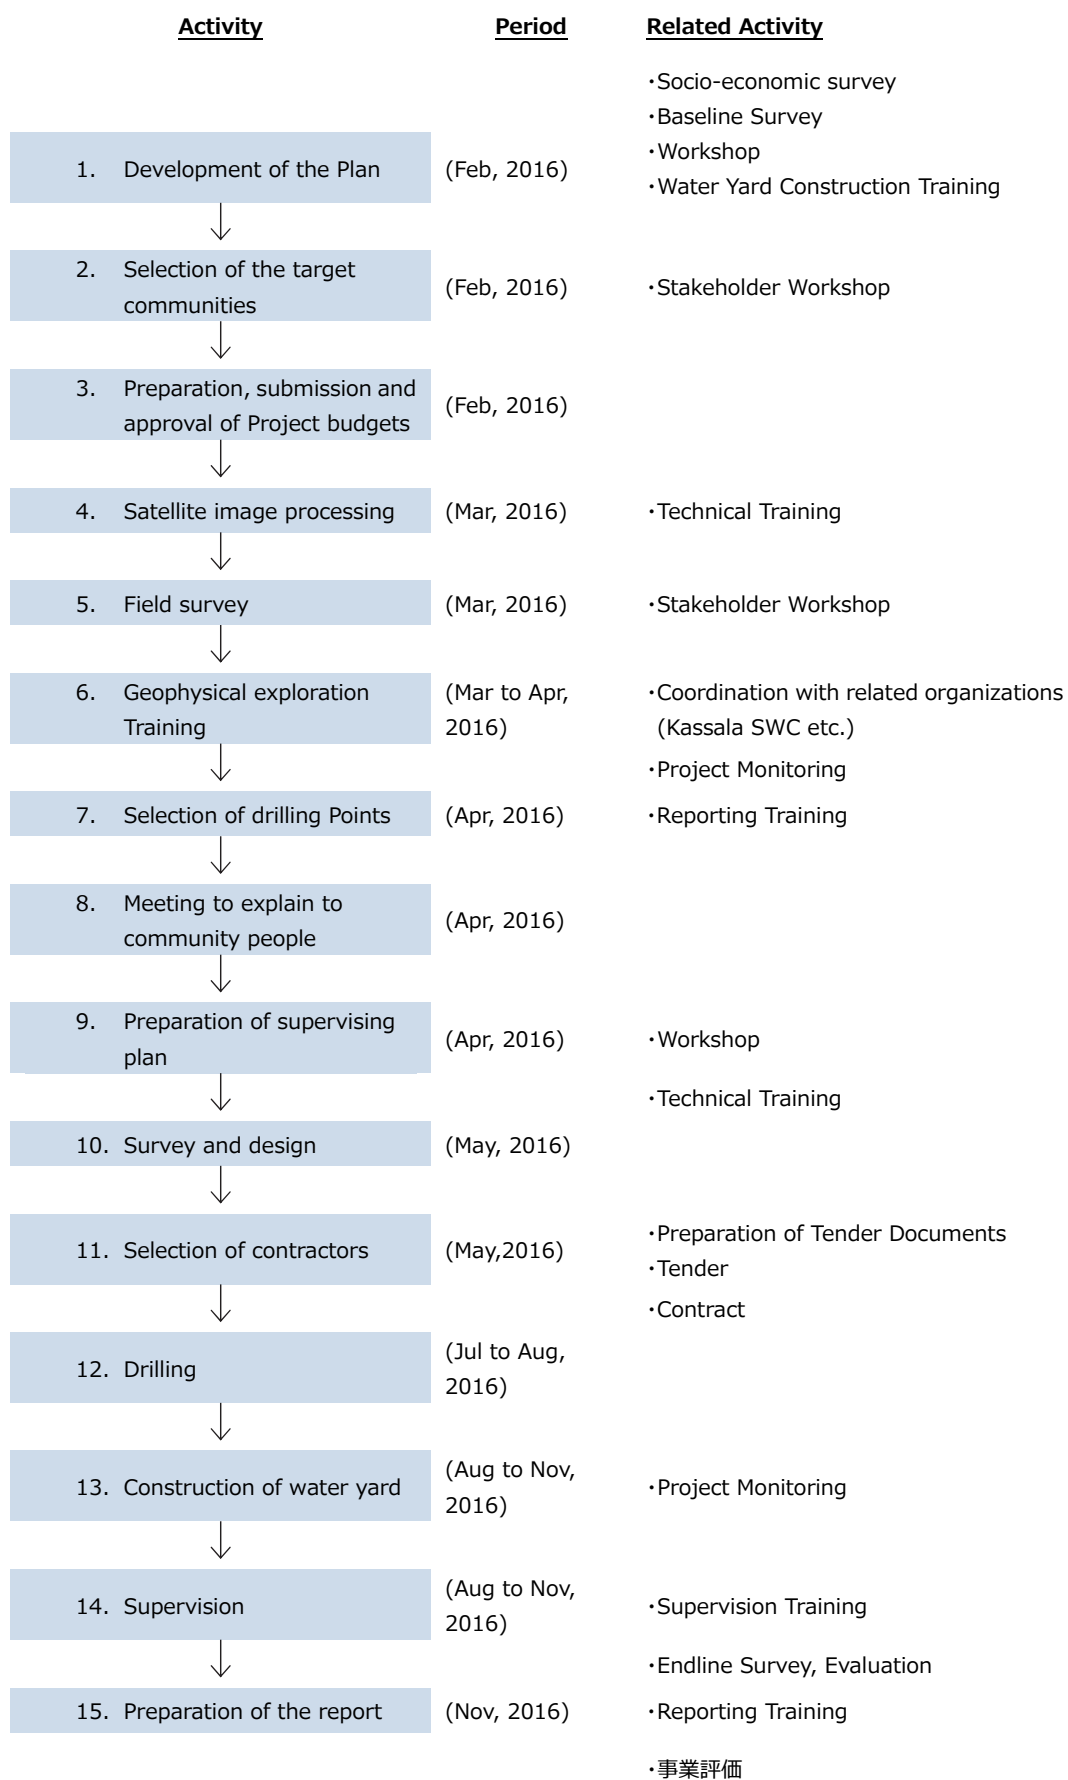 Activity Period Related Activity
・Socio-economic survey
・Baseline Survey
・Workshop
1. Development of the Plan (Feb, 2016)
・Water Yard Construction Training
2. Selection of the target
communities
(Feb, 2016) ・Stakeholder Workshop
3. Preparation, submission and
approval of Project budgets
(Feb, 2016)
4. Satellite image processing (Mar, 2016) ・Technical Training
5. Field survey (Mar, 2016) ・Stakeholder Workshop
6. Geophysical exploration
Training
(Mar to Apr,
2016)
・Coordination with related organizations
(Kassala SWC etc.)
・Project Monitoring
7. Selection of drilling Points (Apr, 2016) ・Reporting Training
8. Meeting to explain to
community people
(Apr, 2016)
9. Preparation of supervising
plan
(Apr, 2016) ・Workshop
・Technical Training
10. Survey and design (May, 2016)
11. Selection of contractors (May,2016)
・Preparation of Tender Documents
・Tender
・Contract
12. Drilling
(Jul to Aug,
2016)
13. Construction of water yard
(Aug to Nov,
2016)
・Project Monitoring
14. Supervision
(Aug to Nov,
2016)
・Supervision Training
・Endline Survey, Evaluation
15. Preparation of the report (Nov, 2016) ・Reporting Training
・事業評価